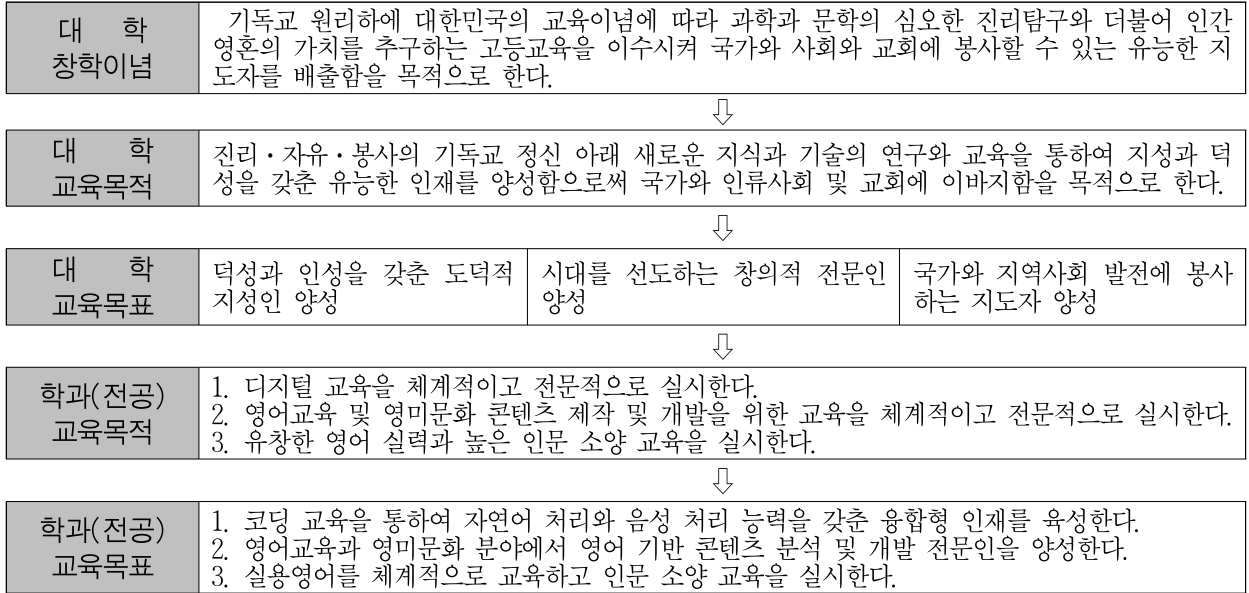 대 학
창학이념
기독교 원리하에 대한민국의 교육이념에 따라 과학과 문학의 심오한 진리탐구와 더불어 인간
영혼의 가치를 추구하는 고등교육을 이수시켜 국가와 사회와 교회에 봉사할 수 있는 유능한 지
도자를 배출함을 목적으로 한다.
대 학
교육목적
진리・자유・봉사의 기독교 정신 아래 새로운 지식과 기술의 연구와 교육을 통하여 지성과 덕
성을 갖춘 유능한 인재를 양성함으로써 국가와 인류사회 및 교회에 이바지함을 목적으로 한다.
대 학
교육목표
덕성과 인성을 갖춘 도덕적
지성인 양성
시대를 선도하는 창의적 전문인
양성
국가와 지역사회 발전에 봉사
하는 지도자 양성
학과(전공)
교육목적
1. 디지털 교육을 체계적이고 전문적으로 실시한다.
2. 영어교육 및 영미문화 콘텐츠 제작 및 개발을 위한 교육을 체계적이고 전문적으로 실시한다.
3. 유창한 영어 실력과 높은 인문 소양 교육을 실시한다.
학과(전공)
교육목표
1. 코딩 교육을 통하여 자연어 처리와 음성 처리 능력을 갖춘 융합형 인재를 육성한다.
2. 영어교육과 영미문화 분야에서 영어 기반 콘텐츠 분석 및 개발 전문인을 양성한다.
3. 실용영어를 체계적으로 교육하고 인문 소양 교육을 실시한다.